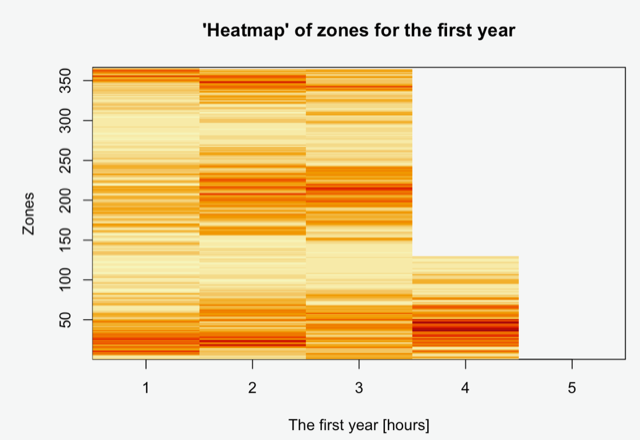 'Heatmap' of zones for the first year
350
300
250
200
150
100
50
Zones
1 2 3 4 5
The first year [hours]